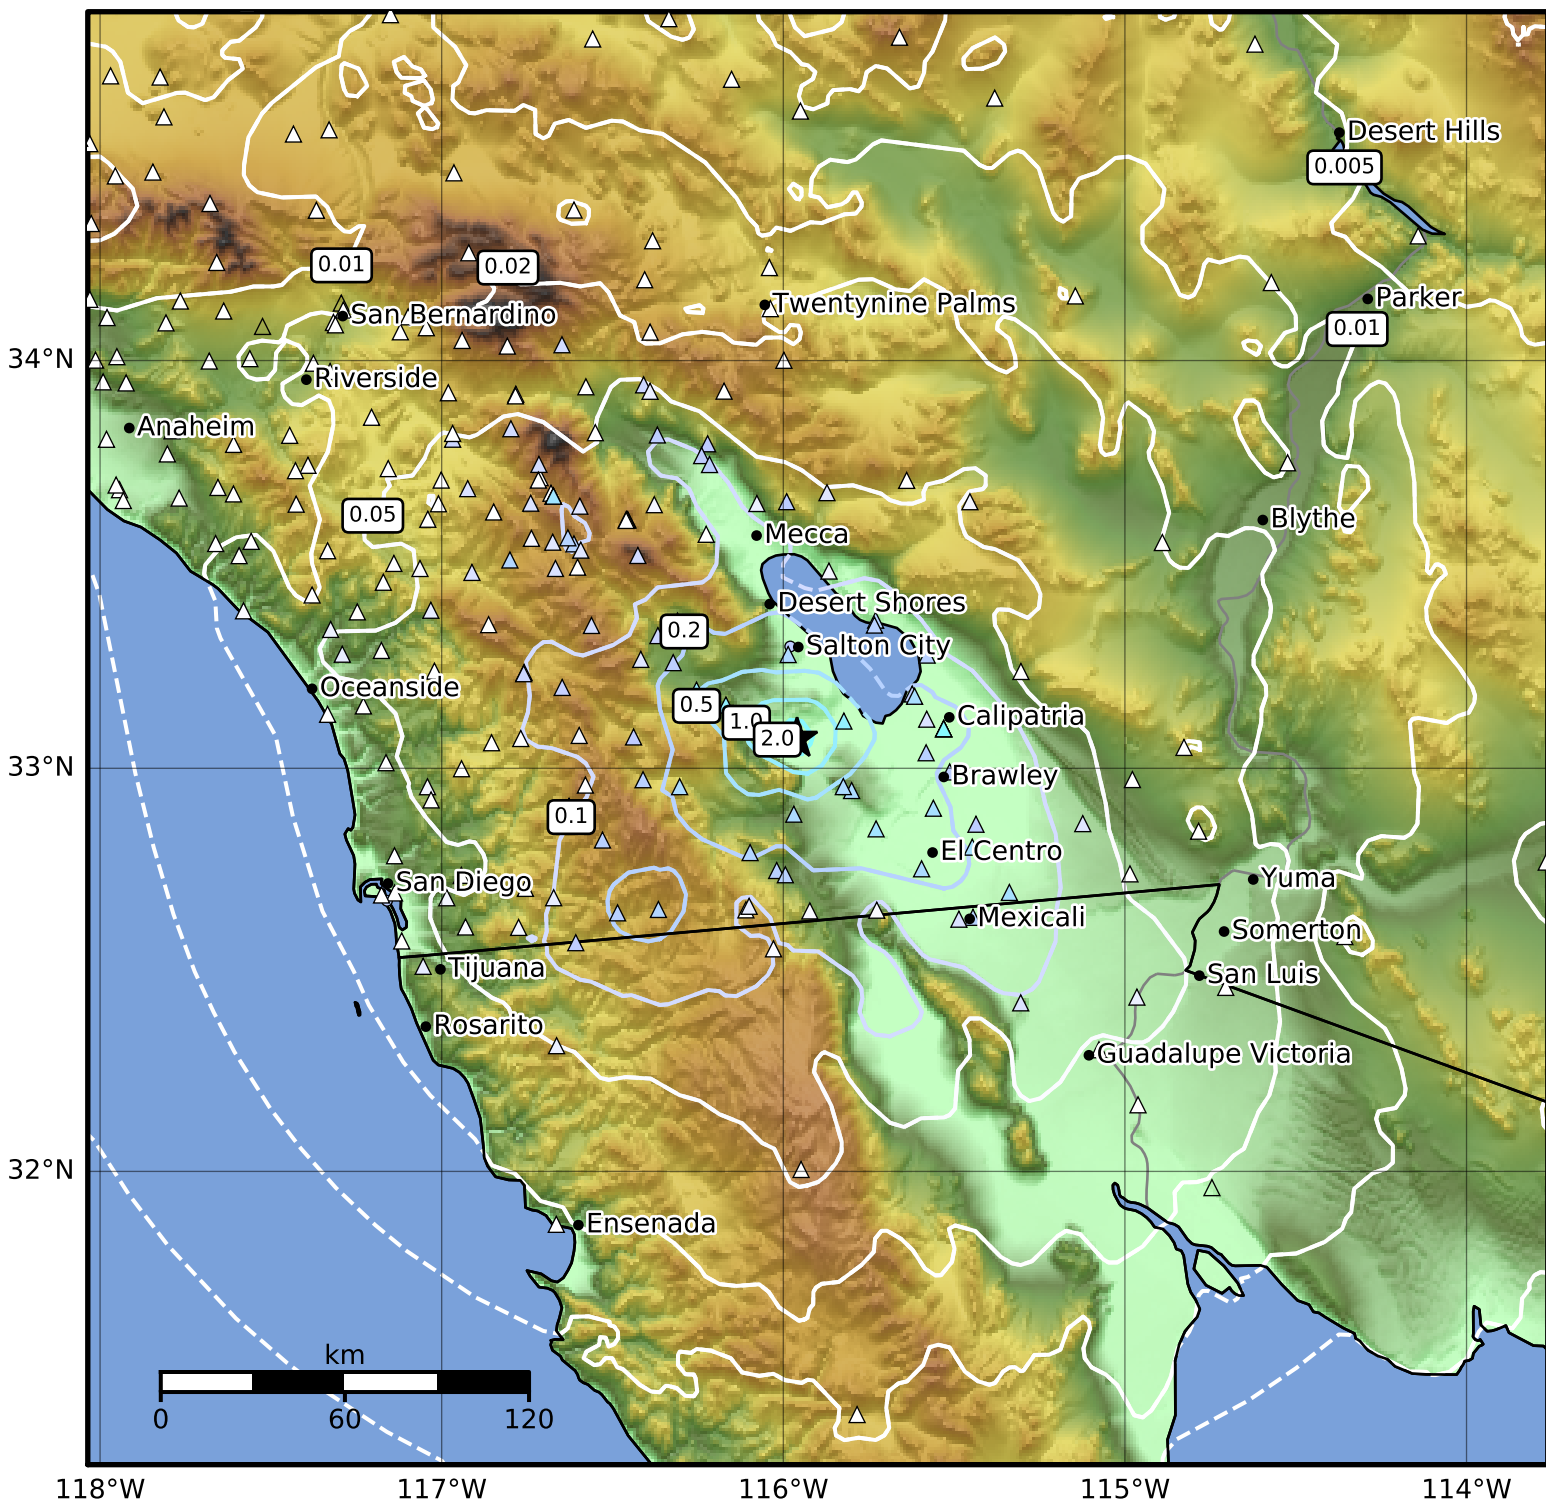 Desert Hills
0.005
0.01
0.02
Parker
Twentynine Palms
San Bernardino
0.01
34°N
Riverside
Anaheim
0.05
Blythe
Mecca
Desert Shores
0.2
Salton City
Oceanside
0.5
1.0
Calipatria
2.0
33°N
Brawley
0.1
El Centro
San Diego
Yuma
Mexicali
Somerton
Tijuana
San Luis
Rosarito
Guadalupe Victoria
32°N
Ensenada
km
0 60 120
118°W 117°W 116°W 115°W 114°W